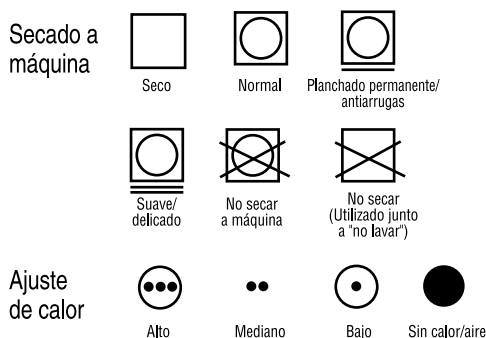 Secado a
máquina
Seco
Normal
Planchado permanente/
antiarrugas
Suave/
delicado
No secar
a máquina
No secar
(Utilizado junto
a "no lavar")
Ajuste
de calor
Alto
Mediano
Bajo
Sin calor/aire